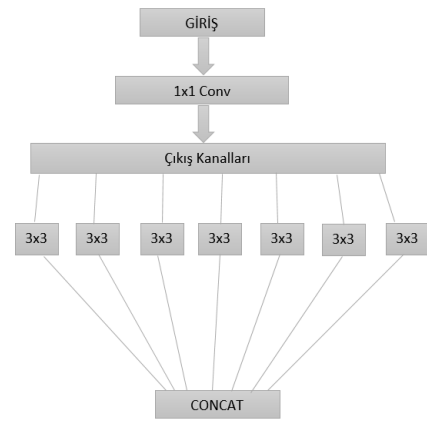 GİRİŞ
1x1 Conv
Çıkış Kanalları
3x3 3x3 3x3 3x3 3x3 3x3 3x3
CONCAT